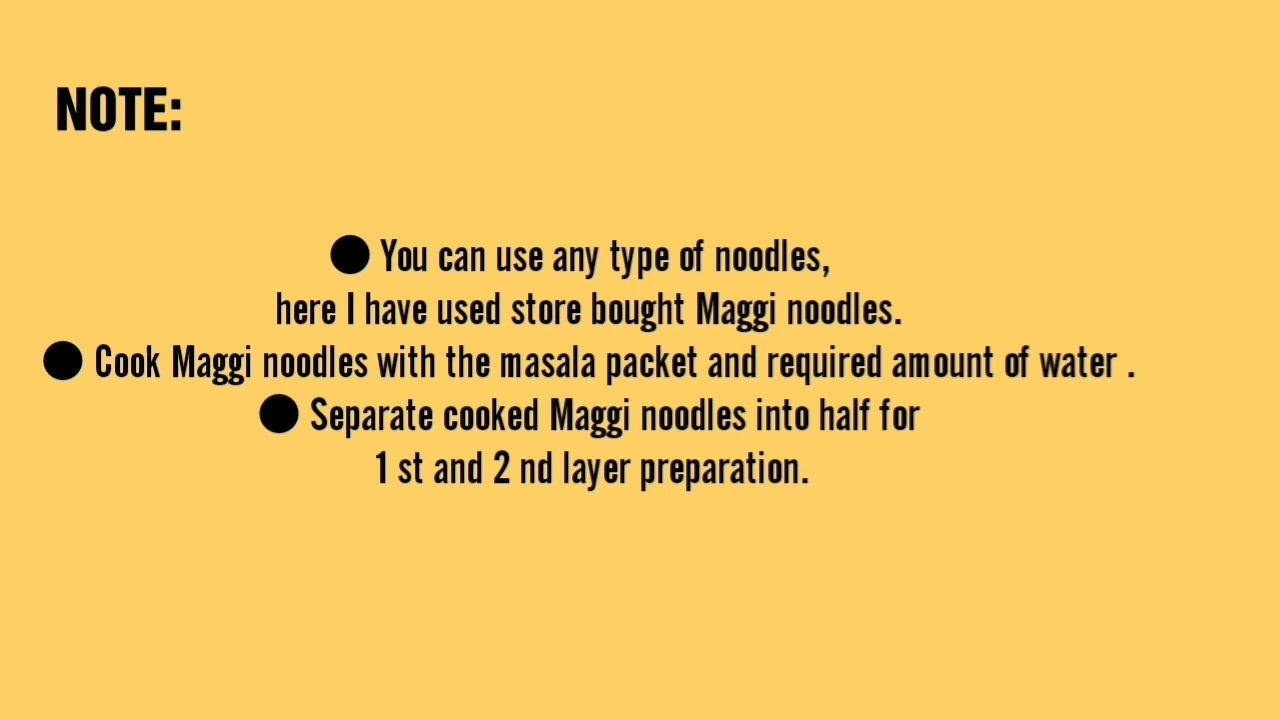 NOTE:
● You can use any type of noodles,
here I have used store bought Maggi noodles.
● Cook Maggi noodles with the masala packet and required amount of water .
● Separate cooked Maggi noodles into half for
1 st and 2 nd layer preparation.